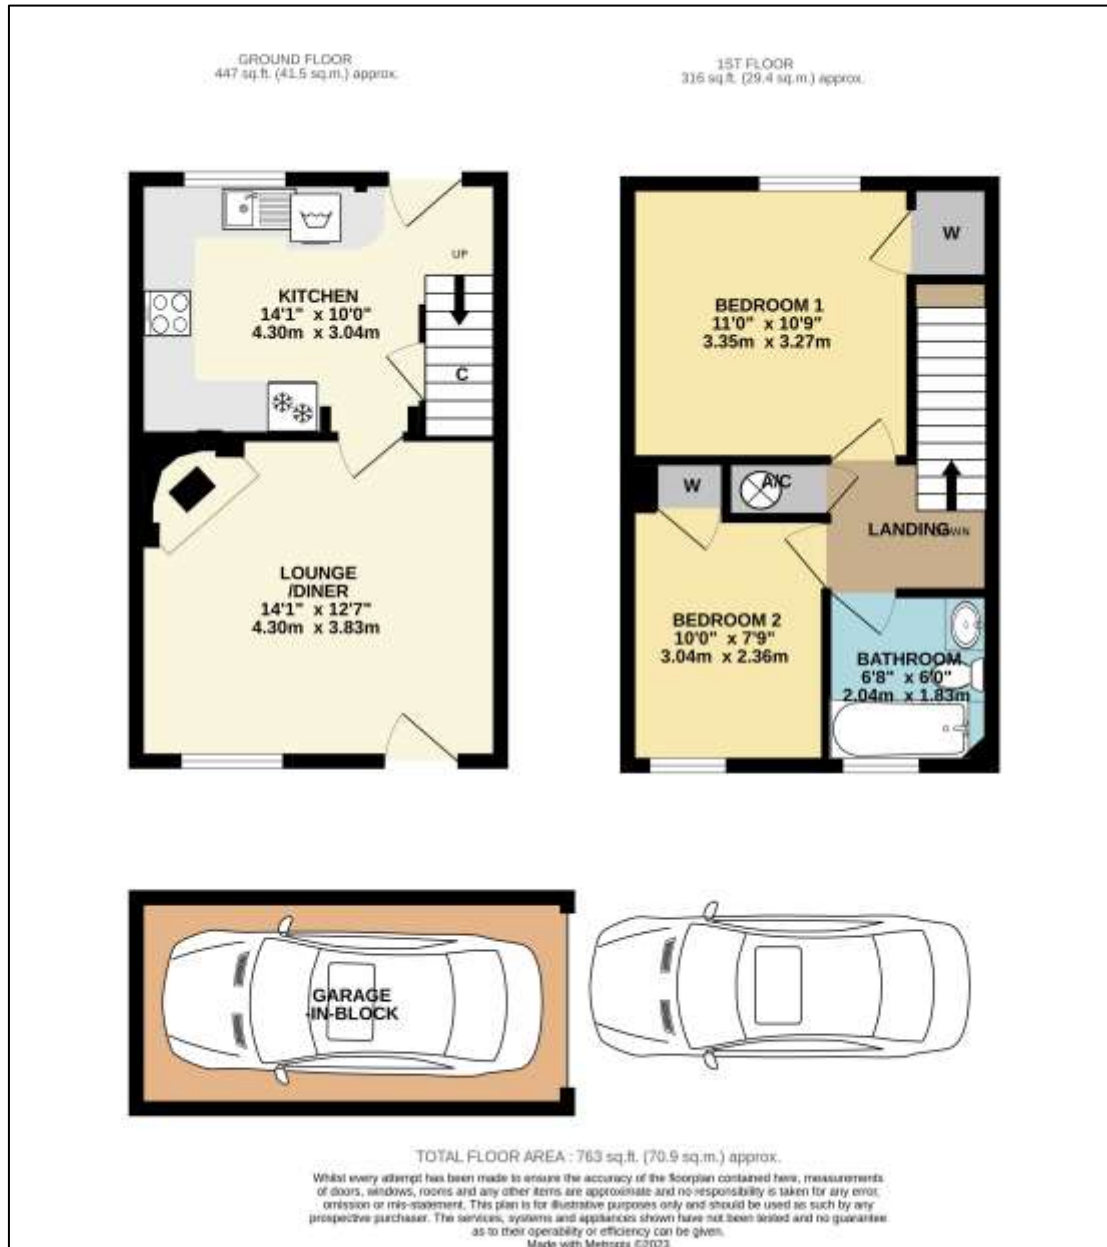 GROUND FLOOR
447 sq.ft. (41.5 sq.m.) approx.
1ST FLOOR
316 sq.ft. (29.4 sq.m.) approx.
UP
KITCHEN
14'1" x 10'0"
4.30m x 3.04m
C
LOUNGE
/DINER
14'1" x 12'7"
4.30m x 3.83m
W
BEDROOM 1
11'0" x 10'9"
3.35m x 3.27m
W
A/C
LANDING
DOWN
BEDROOM 2
10'0" x 7'9"
3.04m x 2.36m
BATHROOM
6'8" x 6'0"
2.04m x 1.83m
GARAGE
-IN-BLOCK
TOTAL FLOOR AREA : 763 sq.ft. (70.9 sq.m.) approx.
Whilst every attempt has been made to ensure the accuracy of the floorplan contained here, measurements
of doors, windows, rooms and any other items are approximate and no responsibility is taken for any error,
omission or mis-statement. This plan is for illustrative purposes only and should be used as such by any
prospective purchaser. The services, systems and appliances shown have not been tested and no guarantee
as to their operability or efficiency can be given.
Made with Metropix ©2023